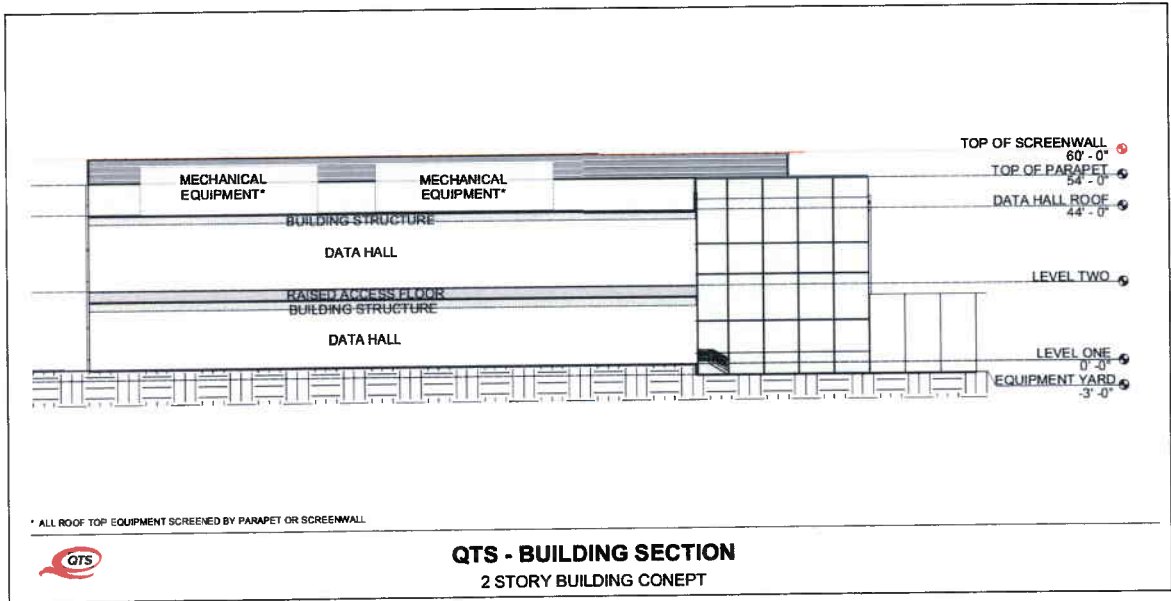 TOP OF SCREENWALL
60' - 0"
TOP OF PARAPET
54' - 0"
MECHANICAL
EQUIPMENT*
MECHANICAL
EQUIPMENT*
DATA HALL ROOF
44' - 0"
BUILDING STRUCTURE
DATA HALL
LEVEL TWO
RAISED ACCESS FLOOR
BUILDING STRUCTURE
DATA HALL
LEVEL ONE
0' - 0"
EQUIPMENT YARD
-3' -0"
* ALL ROOF TOP EQUIPMENT SCREENED BY PARAPET OR SCREENWALL
QTS
QTS - BUILDING SECTION
2 STORY BUILDING CONEPT